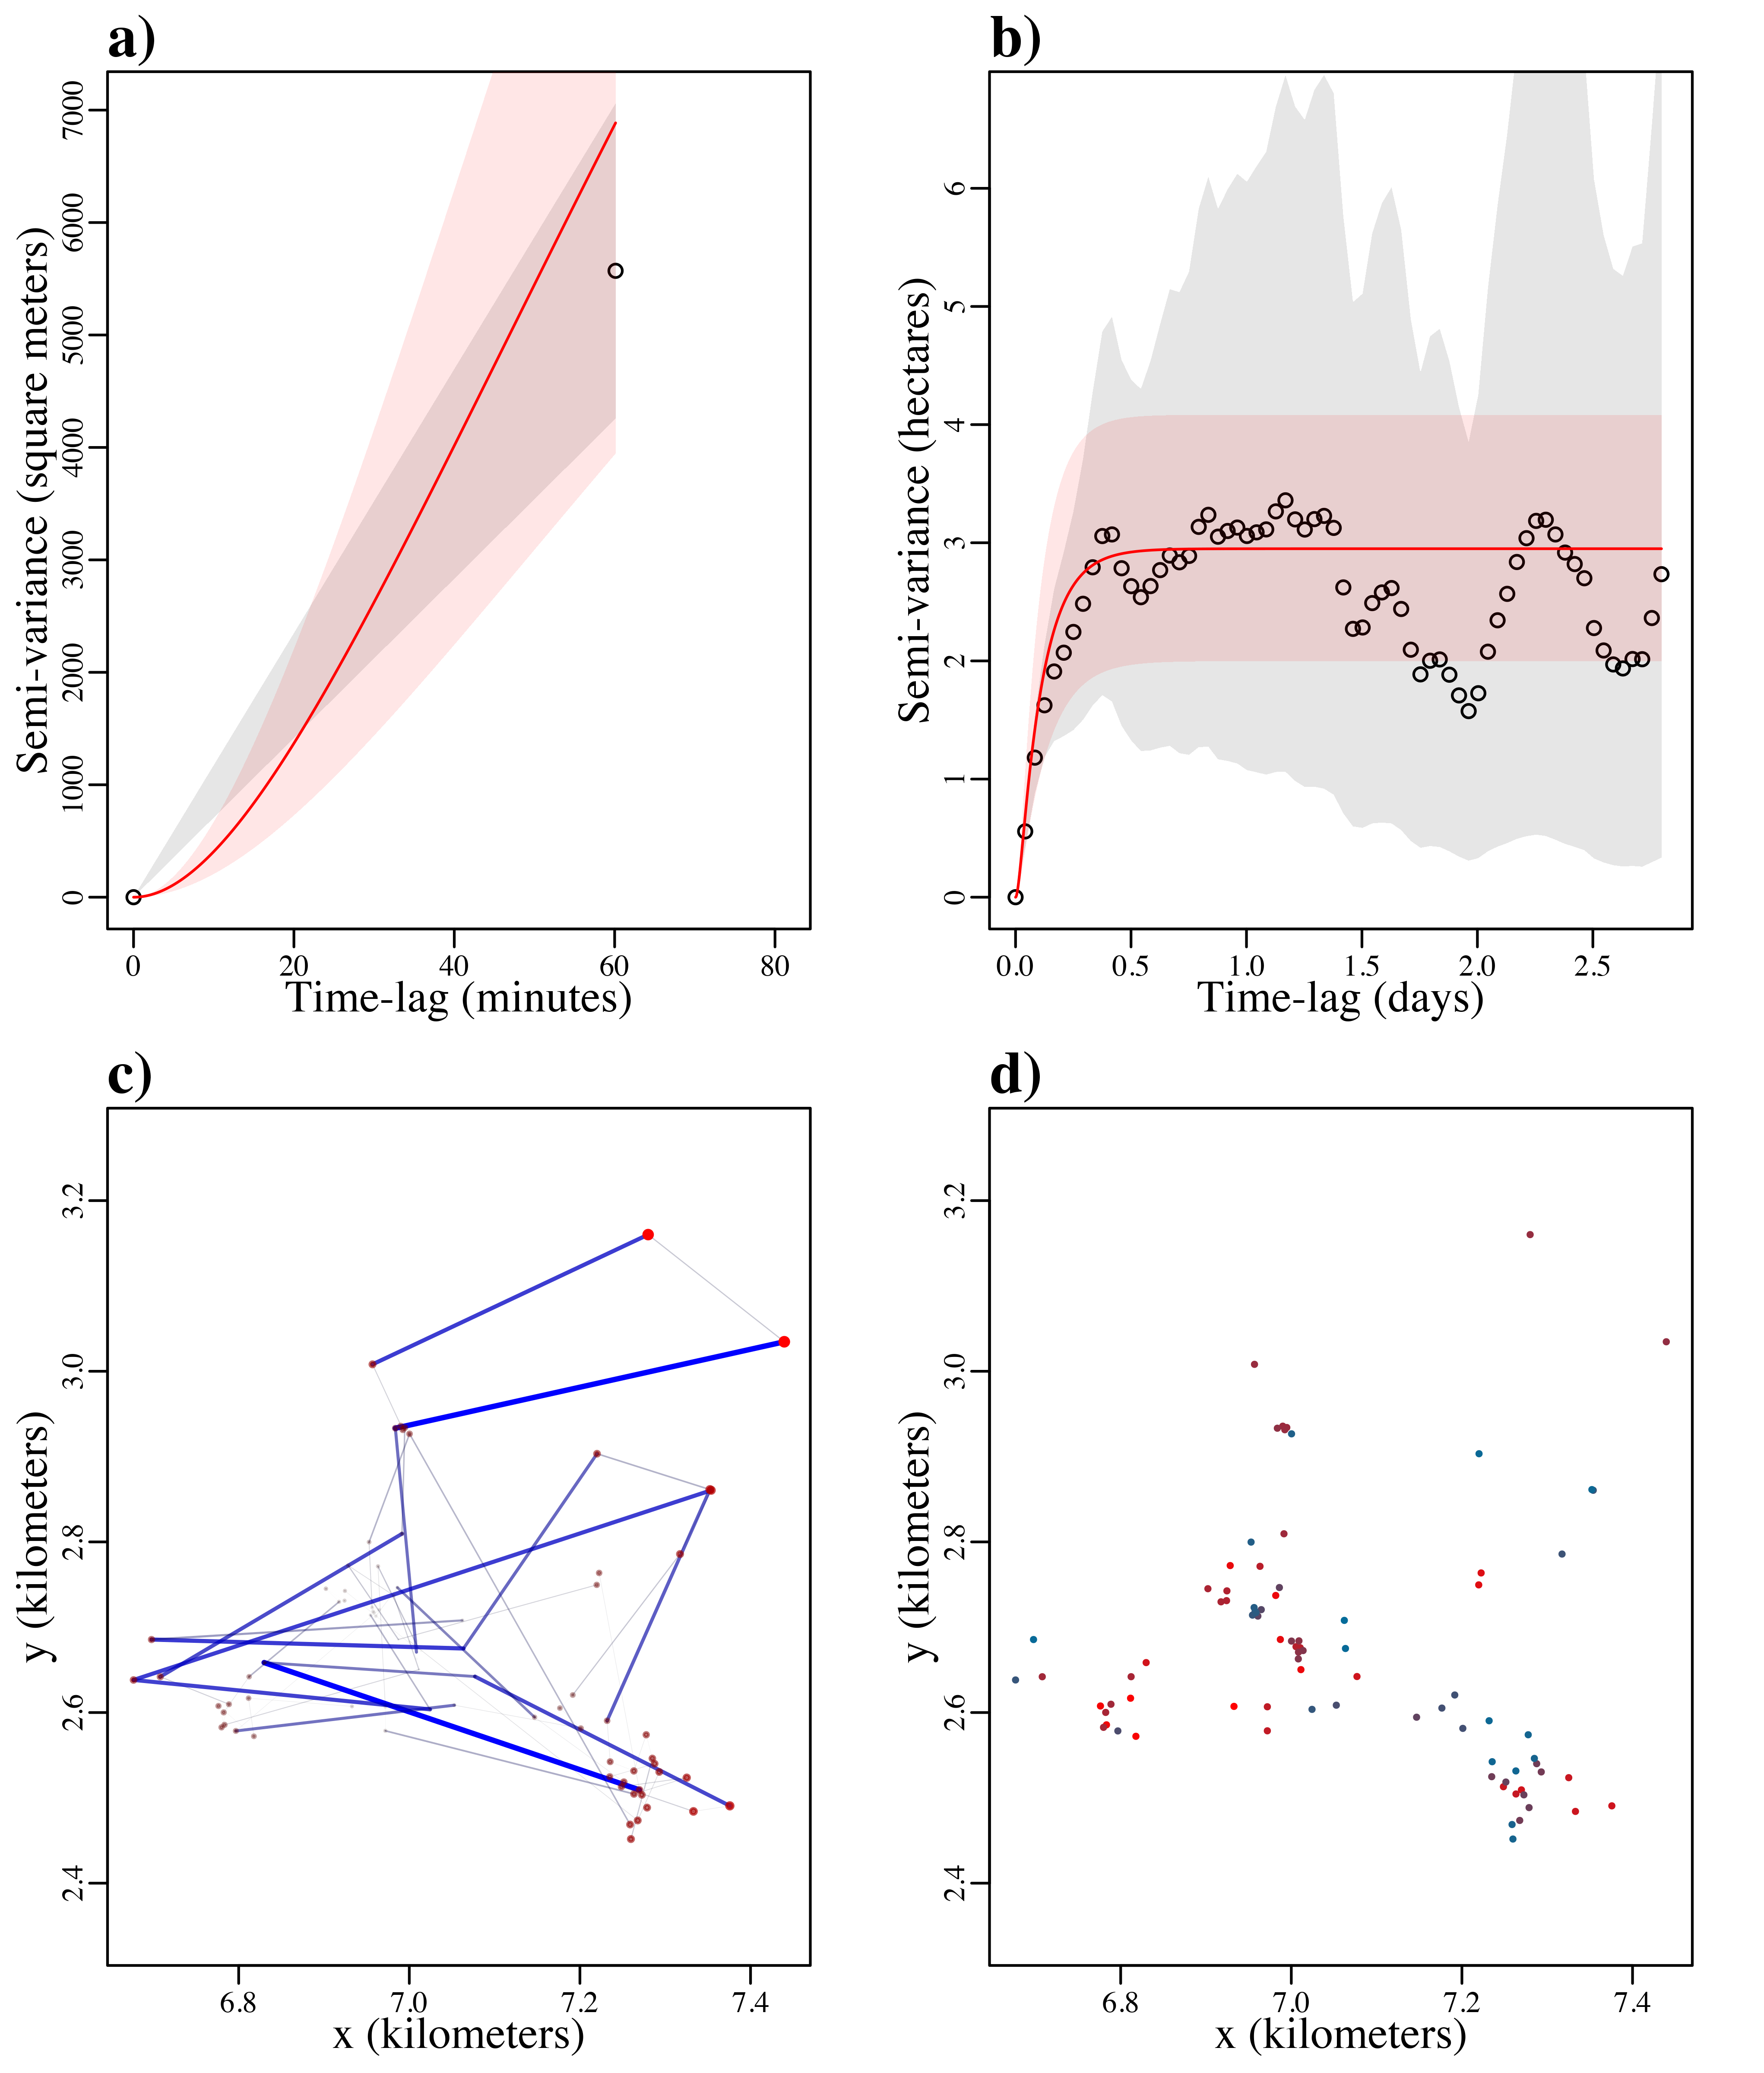 a)
Semi-variance (square meters)
0 1000 2000 3000 4000 5000 6000 7000
0 20 40 60 80
Time-lag (minutes)
b)
Semi-variance (hectares)
0 1 2 3 4 5 6
0.0 0.5 1.0 1.5 2.0 2.5
Time-lag (days)
c)
y (kilometers)
2.4 2.6 2.8 3.0 3.2
6.8 7.0 7.2 7.4
x (kilometers)
d)
y (kilometers)
2.4 2.6 2.8 3.0 3.2
6.8 7.0 7.2 7.4
x (kilometers)